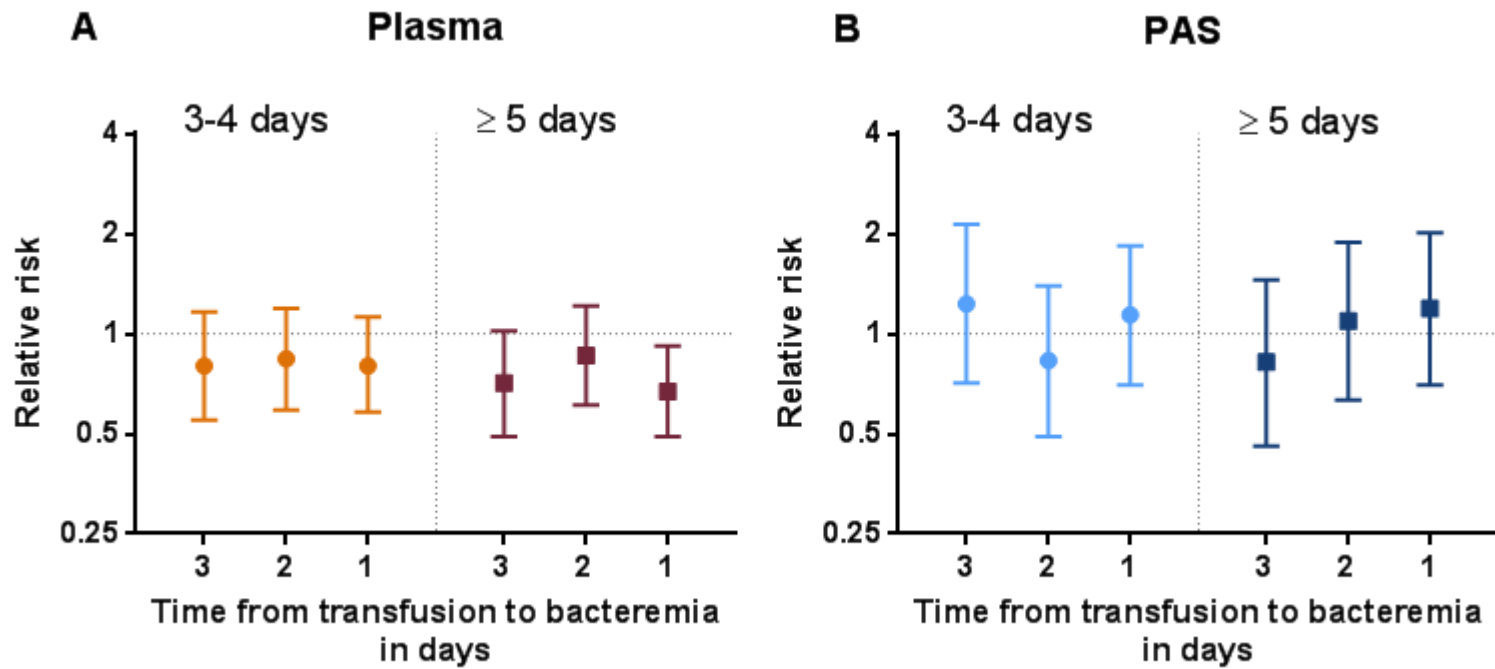 A Plasma
3-4 days ≥ 5 days
Relative risk
4
2
1
0.5
0.25
3 2 1 3 2 1
Time from transfusion to bacteremia
in days
B PAS
3-4 days ≥ 5 days
Relative risk
4
2
1
0.5
0.25
3 2 1 3 2 1
Time from transfusion to bacteremia
in days